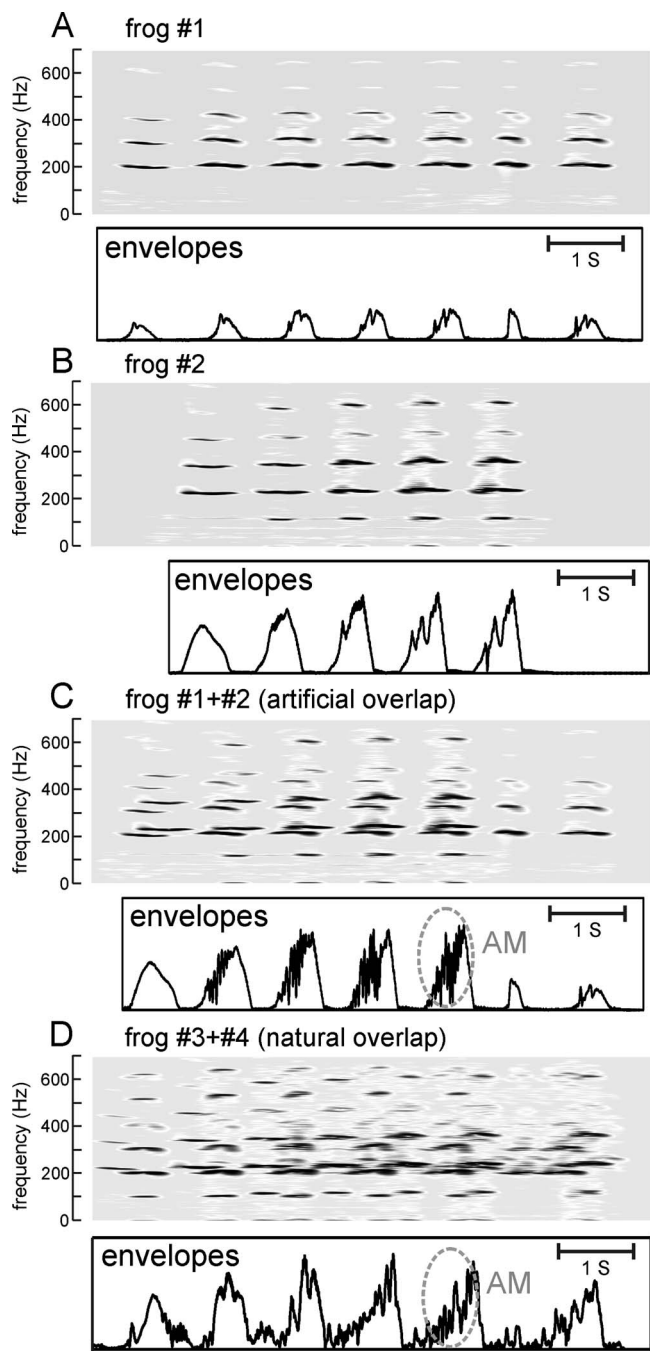 A frog #1
frequency (Hz)
600
400
200
0
envelopes
1 S
B frog #2
frequency (Hz)
600
400
200
0
envelopes
1 S
C frog #1+#2 (artificial overlap)
frequency (Hz)
600
400
200
0
envelopes
AM
1 S
D frog #3+#4 (natural overlap)
frequency (Hz)
600
400
200
0
envelopes
AM
1 S